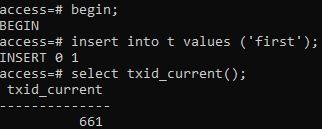 access=# begin;
BEGIN
access=# insert into t values ('first');
INSERT 0 1
access=# select txid_current();
 txid_current
--------------
          661